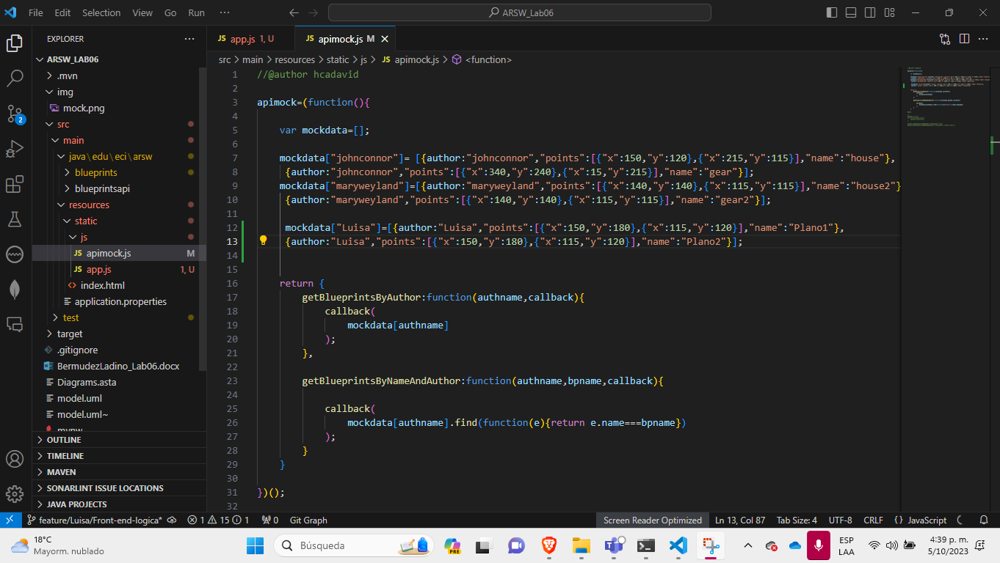 File Edit Selection View Go Run ··· ARSW_Lab06
EXPLORER ···
ARSW_LAB06
.mvn
img
mock.png
src
main
java\edu\eci\arsw
blueprints
blueprintsapi
resources
static
js
JS apimock.js M
JS app.js 1, U
<> index.html
application.properties
test
target
.gitignore
BermudezLadino_Lab06.docx
Diagrams.asta
model.uml
model.uml~
mvnw
OUTLINE
TIMELINE
MAVEN
SONARLINT ISSUE LOCATIONS
JAVA PROJECTS
2
JS app.js 1, U JS apimock.js M
src > main > resources > static > js > JS apimock.js > <function>
1 //@author hcadavid
2
3 apimock=(function(){
4
5 var mockdata=[];
6
7 mockdata["johnconnor"]= [{author:"johnconnor","points":[{"x":150,"y":120},{"x":215,"y":115}],"name":"house"},
8 {author:"johnconnor","points":[{"x":340,"y":240},{"x":15,"y":215}],"name":"gear"}];
9 mockdata["maryweyland"]=[{author:"maryweyland","points":[{"x":140,"y":140},{"x":115,"y":115}],"name":"house2"}
10 {author:"maryweyland","points":[{"x":140,"y":140},{"x":115,"y":115}],"name":"gear2"}];
11
12 mockdata["Luisa"]=[{author:"Luisa","points":[{"x":150,"y":180},{"x":115,"y":120}],"name":"Plano1"},
13 {author:"Luisa","points":[{"x":150,"y":180},{"x":115,"y":120}],"name":"Plano2"}];
14
15
16 return {
17 getBlueprintsByAuthor:function(authname,callback){
18 callback(
19 mockdata[authname]
20 );
21 },
22
23 getBlueprintsByNameAndAuthor:function(authname,bpname,callback){
24
25 callback(
26 mockdata[authname].find(function(e){return e.name===bpname})
27 );
28 }
29 }
30
31 })();
32
feature/Luisa/Front-end-logica* 1 15 1 0 Git Graph Screen Reader Optimized Ln 13, Col 87 Tab Size: 4 UTF-8 CRLF {} JavaScript
18°C
Mayorm. nublado
Búsqueda
PRE
ESP
LAA
4:39 p. m.
5/10/2023